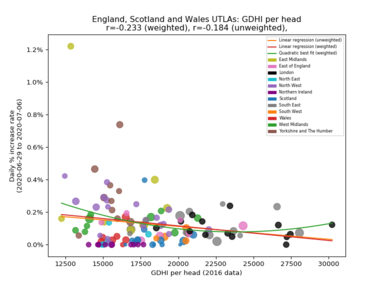 England, Scotland and Wales UTLAs: GDHI per head
r=-0.233 (weighted), r=-0.184 (unweighted),
Linear regression (unweighted)
Linear regression (weighted)
Quadratic best fit (weighted)
East Midlands
East of England
London
North East
North West
Northern Ireland
Scotland
South East
South West
Wales
West Midlands
Yorkshire and The Humber
1.2%
1.0%
0.8%
0.6%
0.4%
0.2%
0.0%
Daily % increase rate
(2020-06-29 to 2020-07-06)
12500 15000 17500 20000 22500 25000 27500 30000
GDHI per head (2016 data)